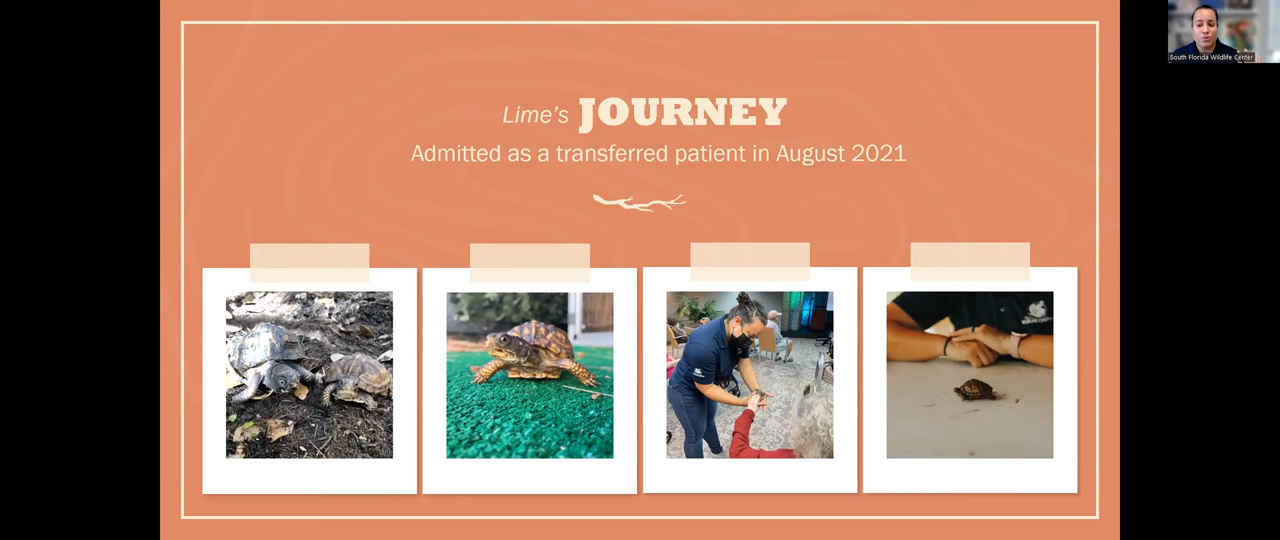 Lime's JOURNEY
Admitted as a transferred patient in August 2021
South Florida Wildlife Center